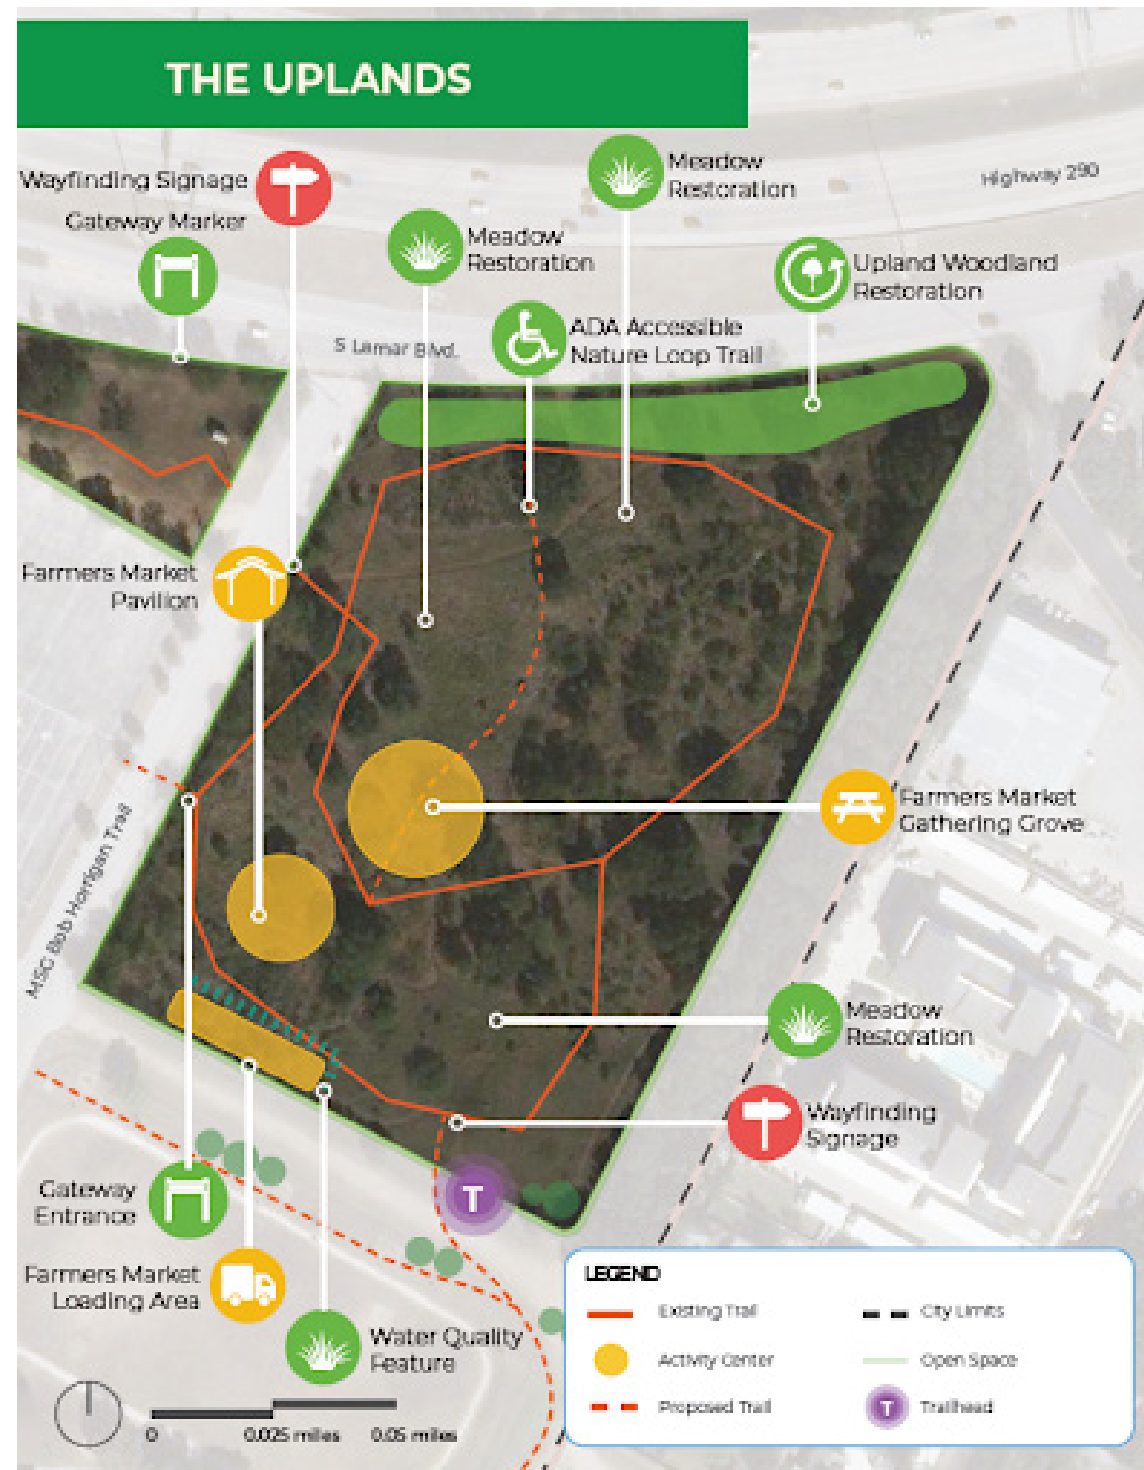 THE UPLANDS
Wayfinding Signage
Gateway Marker
Meadow
Restoration
Meadow
Restoration
Highway 290
Upland Woodland
Restoration
S Lamar Blvd.
ADA Accessible
Nature Loop Trail
Farmers Market
Pavilion
Farmers Market
Gathering Grove
MSG Bob Horrigan Trail
Meadow
Restoration
Wayfinding
Signage
Gateway
Entrance
T
Farmers Market
Loading Area
Water Quality
Feature
0
0.025 miles
0.05 miles
LEGEND
Existing Trail
City Limits
Activity Center
Open Space
Proposed Trail
T
Trailhead